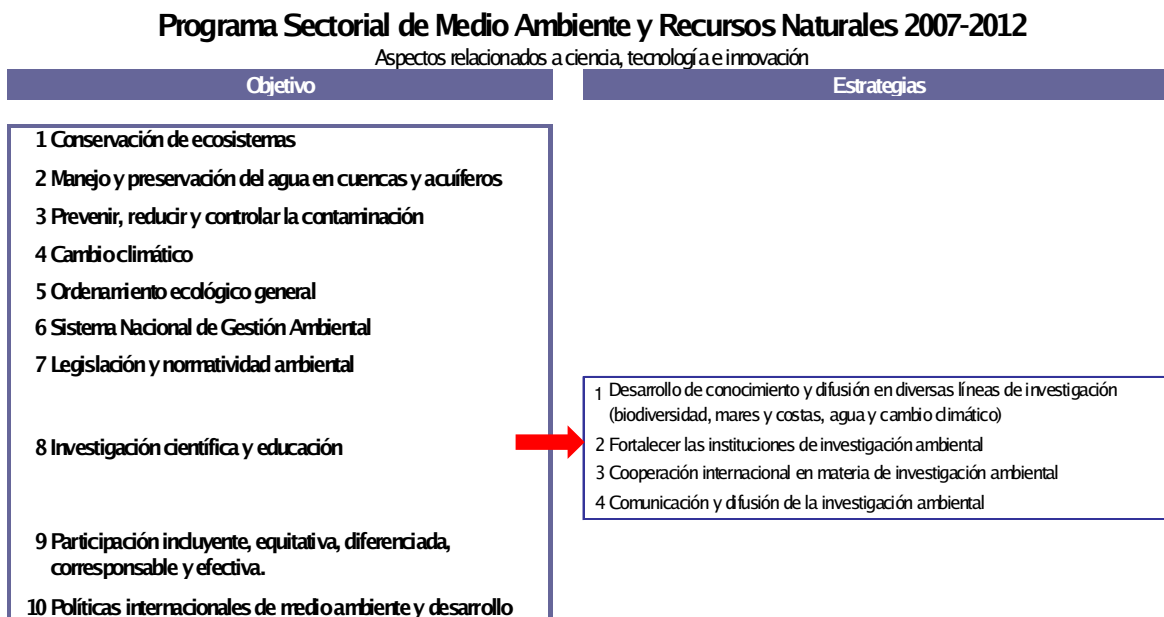 Programa Sectorial de Medio Ambiente y Recursos Naturales 2007-2012
Aspectos relacionados a ciencia, tecnología e innovación
Objetivo
Estrategias
1 Conservación de ecosistemas
2 Manejo y preservación del agua en cuencas y acuíferos
3 Prevenir, reducir y controlar la contaminación
4 Cambio climático
5 Ordenamiento ecológico general
6 Sistema Nacional de Gestión Ambiental
7 Legislación y normatividad ambiental
8 Investigación científica y educación
9 Participación incluyente, equitativa, diferenciada,
corresponsable y efectiva.
10 Políticas internacionales de medio ambiente y desarrollo
1 Desarrollo de conocimiento y difusión en diversas líneas de investigación
(biodiversidad, mares y costas, agua y cambio climático)
2 Fortalecer las instituciones de investigación ambiental
3 Cooperación internacional en materia de investigación ambiental
4 Comunicación y difusión de la investigación ambiental